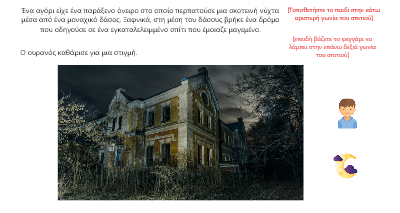 Ένα αγόρι είχε ένα παράξενο όνειρο στο οποίο περπατούσε μια σκοτεινή νύχτα
μέσα από ένα μοναχικό δάσος. Ξαφνικά, στη μέση του δάσους βρήκε ένα δρόμο
που οδηγούσε σε ένα εγκαταλελειμμένο σπίτι που έμοιαζε μαγεμένο.
Ο ουρανός καθάρισε για μια στιγμή.
[Τοποθετήστε το παιδί στην κάτω
αριστερή γωνία του σπιτιού]
[επειδή βάζετε το φεγγάρι να
λάμπει στην επάνω δεξιά γωνία
του σπιτιού]